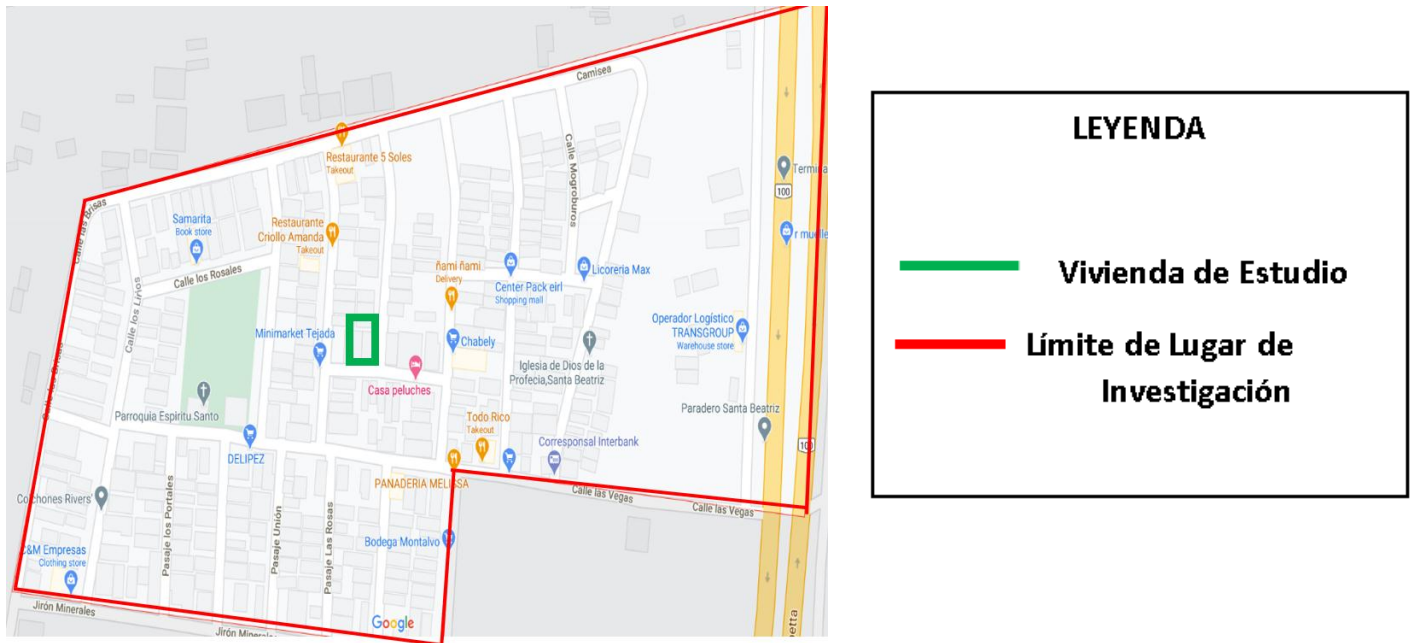 Camisea
Restaurante 5 Soles
Takeout
Calle Mogroburos
Termina
100
Calle las Brisas
Samarita
Book store
Restaurante
Criollo Amanda
Takeout
r muelle
Calle los Rosales
ñami ñami
Delivery
Center Pack eirl
Shopping mall
Licoreria Max
Calle los Lirios
Minimarket Tejada
Chabely
Operador Logístico
TRANSGROUP
Warehouse store
Iglesia de Dios de la
Profecia,Santa Beatriz
Casa peluches
Parroquia Espiritu Santo
Todo Rico
Takeout
Paradero Santa Beatriz
DELIPEZ
Corresponsal Interbank
100
PANADERIA MELISSA
Calle las Vegas
Calle las Vegas
Colchones Rivers'
Pasaje los Portales
Pasaje Unión
Pasaje Las Rosas
Bodega Montalvo
C&M Empresas
Clothing store
Jirón Minerales
Jirón Minerales
Google
etta
LEYENDA
Vivienda de Estudio
Límite de Lugar de
Investigación